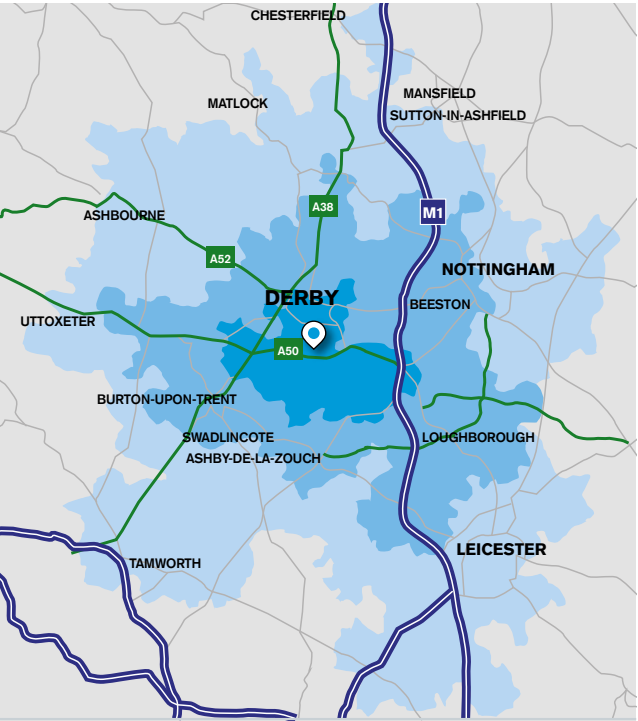 CHESTERFIELD
MANSFIELD
MATLOCK
SUTTON-IN-ASHFIELD
A38
M1
ASHBOURNE
A52
NOTTINGHAM
DERBY
BEESTON
UTTOXETER
A50
BURTON-UPON-TRENT
SWADLINCOTE
LOUGHBOROUGH
ASHBY-DE-LA-ZOUCH
LEICESTER
TAMWORTH